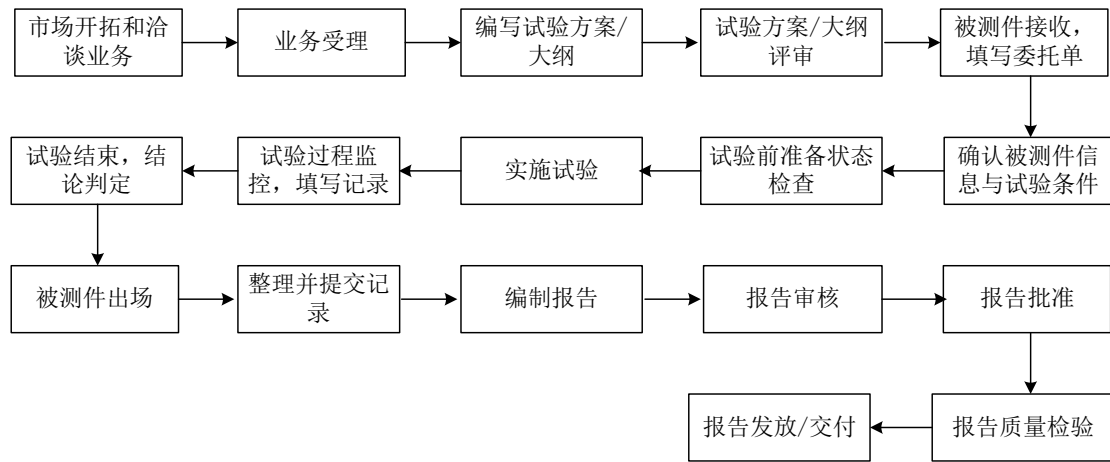 市场开拓和洽
谈业务
业务受理
编写试验方案/
大纲
试验方案/大纲
评审
被测件接收，
填写委托单
确认被测件信
息与试验条件
试验前准备状态
检查
实施试验
试验过程监
控，填写记录
试验结束，结
论判定
被测件出场
整理并提交记
录
编制报告
报告审核
报告批准
报告质量检验
报告发放/交付